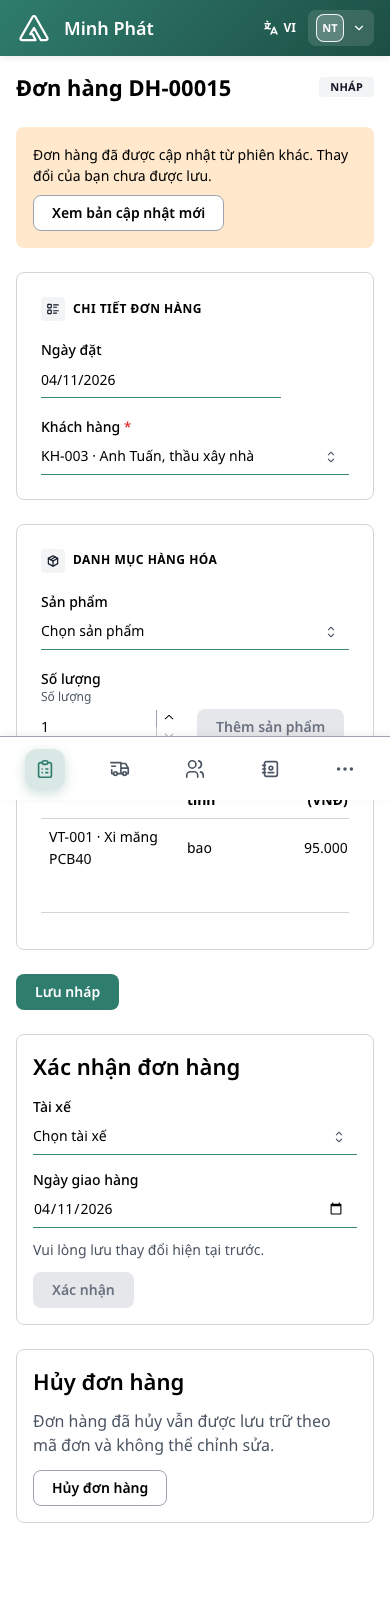 Minh Phát
VI
NT
Đơn hàng DH-00015
NHÁP
Đơn hàng đã được cập nhật từ phiên khác. Thay
đổi của bạn chưa được lưu.
Xem bản cập nhật mới
CHI TIẾT ĐƠN HÀNG
Ngày đặt
04/11/2026
Khách hàng *
KH-003 · Anh Tuấn, thầu xây nhà
DANH MỤC HÀNG HÓA
Sản phẩm
Chọn sản phẩm
Số lượng
Số lượng
1
Thêm sản phẩm
tính
(VNĐ)
VT-001 · Xi măng
PCB40
bao
95.000
Lưu nháp
Xác nhận đơn hàng
Tài xế
Chọn tài xế
Ngày giao hàng
04/11/2026
Vui lòng lưu thay đổi hiện tại trước.
Xác nhận
Hủy đơn hàng
Đơn hàng đã hủy vẫn được lưu trữ theo
mã đơn và không thể chỉnh sửa.
Hủy đơn hàng